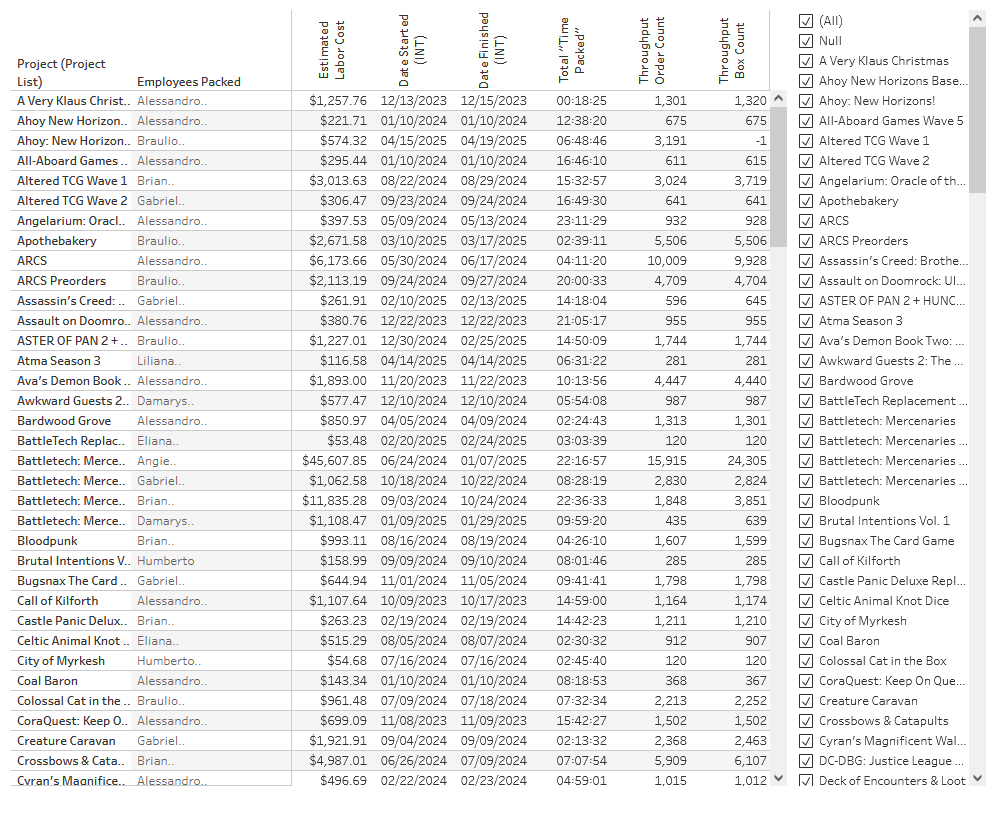 Project (Project List) Employees Packed Estimated Labor Cost Date Started (INT) Date Finished (INT) Total "Time Packed" Throughput Order Count Throughput Box Count
A Very Klaus Christ.. Alessandro.. $1,257.76 12/13/2023 12/15/2023 00:18:25 1,301 1,320
Ahoy New Horizon.. Alessandro.. $221.71 01/10/2024 01/10/2024 12:38:20 675 675
Ahoy: New Horizon.. Braulio.. $574.32 04/15/2025 04/19/2025 06:48:46 3,191 -1
All-Aboard Games .. Alessandro.. $295.44 01/10/2024 01/10/2024 16:46:10 611 615
Altered TCG Wave 1 Brian.. $3,013.63 08/22/2024 08/29/2024 15:32:57 3,024 3,719
Altered TCG Wave 2 Gabriel.. $306.47 09/23/2024 09/24/2024 16:49:30 641 641
Angelarium: Oracl.. Alessandro.. $397.53 05/09/2024 05/13/2024 23:11:29 932 928
Apothebakery Braulio.. $2,671.58 03/10/2025 03/17/2025 02:39:11 5,506 5,506
ARCS Alessandro.. $6,173.66 05/30/2024 06/17/2024 04:11:20 10,009 9,928
ARCS Preorders Braulio.. $2,113.19 09/24/2024 09/27/2024 20:00:33 4,709 4,704
Assassin's Creed: .. Gabriel.. $261.91 02/10/2025 02/13/2025 14:18:04 596 645
Assault on Doomro.. Alessandro.. $380.76 12/22/2023 12/22/2023 21:05:17 955 955
ASTER OF PAN 2 + .. Braulio.. $1,227.01 12/30/2024 02/25/2025 14:50:09 1,744 1,744
Atma Season 3 Liliana.. $116.58 04/14/2025 04/14/2025 06:31:22 281 281
Ava's Demon Book .. Alessandro.. $1,893.00 11/20/2023 11/22/2023 10:13:56 4,447 4,440
Awkward Guests 2.. Damarys.. $577.47 12/10/2024 12/10/2024 05:54:08 987 987
Bardwood Grove Alessandro.. $850.97 04/05/2024 04/09/2024 02:24:43 1,313 1,301
BattleTech Replac.. Eliana.. $53.48 02/20/2025 02/24/2025 03:03:39 120 120
Battletech: Merce.. Angie.. $45,607.85 06/24/2024 01/07/2025 22:16:57 15,915 24,305
Battletech: Merce.. Gabriel.. $1,062.58 10/18/2024 10/22/2024 08:28:19 2,830 2,824
Battletech: Merce.. Brian.. $11,835.28 09/03/2024 10/24/2024 22:36:33 1,848 3,851
Battletech: Merce.. Damarys.. $1,108.47 01/09/2025 01/29/2025 09:59:20 435 639
Bloodpunk Brian.. $993.11 08/16/2024 08/19/2024 04:26:10 1,607 1,599
Brutal Intentions V.. Humberto $158.99 09/09/2024 09/10/2024 08:01:46 285 285
Bugsnax The Card .. Gabriel.. $644.94 11/01/2024 11/05/2024 09:41:41 1,798 1,798
Call of Kilforth Alessandro.. $1,107.64 10/09/2023 10/17/2023 14:59:00 1,164 1,174
Castle Panic Delux.. Brian.. $263.23 02/19/2024 02/19/2024 14:42:23 1,211 1,210
Celtic Animal Knot .. Eliana.. $515.29 08/05/2024 08/07/2024 02:30:32 912 907
City of Myrkesh Humberto.. $54.68 07/16/2024 07/16/2024 02:45:40 120 120
Coal Baron Alessandro.. $143.34 01/10/2024 01/10/2024 08:18:53 368 367
Colossal Cat in the .. Braulio.. $961.48 07/09/2024 07/18/2024 07:32:34 2,213 2,252
CoraQuest: Keep O.. Alessandro.. $699.09 11/08/2023 11/09/2023 15:42:27 1,502 1,502
Creature Caravan Gabriel.. $1,921.91 09/04/2024 09/09/2024 02:13:32 2,368 2,463
Crossbows & Cata.. Brian.. $4,987.01 06/26/2024 07/09/2024 07:07:54 5,909 6,107
Cyran's Magnifice.. Alessandro.. $496.69 02/22/2024 02/23/2024 04:59:01 1,015 1,012
(All)
Null
A Very Klaus Christmas
Ahoy New Horizons Base...
Ahoy: New Horizons!
All-Aboard Games Wave 5
Altered TCG Wave 1
Altered TCG Wave 2
Angelarium: Oracle of th...
Apothebakery
ARCS
ARCS Preorders
Assassin's Creed: Brothe...
Assault on Doomrock: Ul...
ASTER OF PAN 2 + HUNC...
Atma Season 3
Ava's Demon Book Two: ...
Awkward Guests 2: The ...
Bardwood Grove
BattleTech Replacement ...
Battletech: Mercenaries
Battletech: Mercenaries ...
Battletech: Mercenaries ...
Battletech: Mercenaries ...
Bloodpunk
Brutal Intentions Vol. 1
Bugsnax The Card Game
Call of Kilforth
Castle Panic Deluxe Repl...
Celtic Animal Knot Dice
City of Myrkesh
Coal Baron
Colossal Cat in the Box
CoraQuest: Keep On Que...
Creature Caravan
Crossbows & Catapults
Cyran's Magnificent Wal...
DC-DBG: Justice League ...
Deck of Encounters & Loot